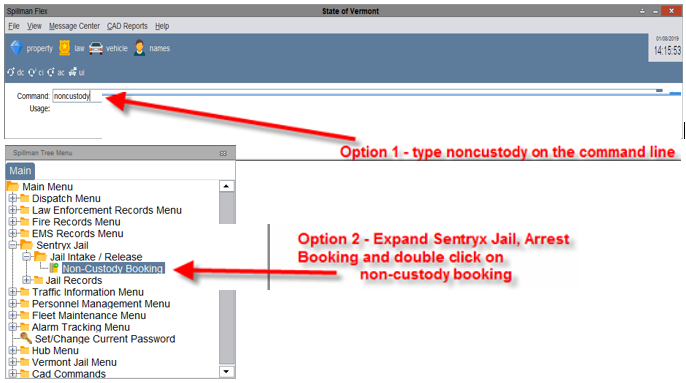 Spillman Flex
State of Vermont
File View Message Center CAD Reports Help
property law vehicle names
01/08/2019
14:15:53
dc ci ac ui
Command: noncustody
Usage:
Option 1 - type noncustody on the command line
Spillman Tree Menu
Main
Main Menu
Dispatch Menu
Law Enforcement Records Menu
Fire Records Menu
EMS Records Menu
Sentryx Jail
Jail Intake / Release
Non-Custody Booking
Jail Records
Traffic Information Menu
Personnel Management Menu
Fleet Maintenance Menu
Alarm Tracking Menu
Set/Change Current Password
Hub Menu
Vermont Jail Menu
Cad Commands
Option 2 - Expand Sentryx Jail, Arrest
Booking and double click on
non-custody booking